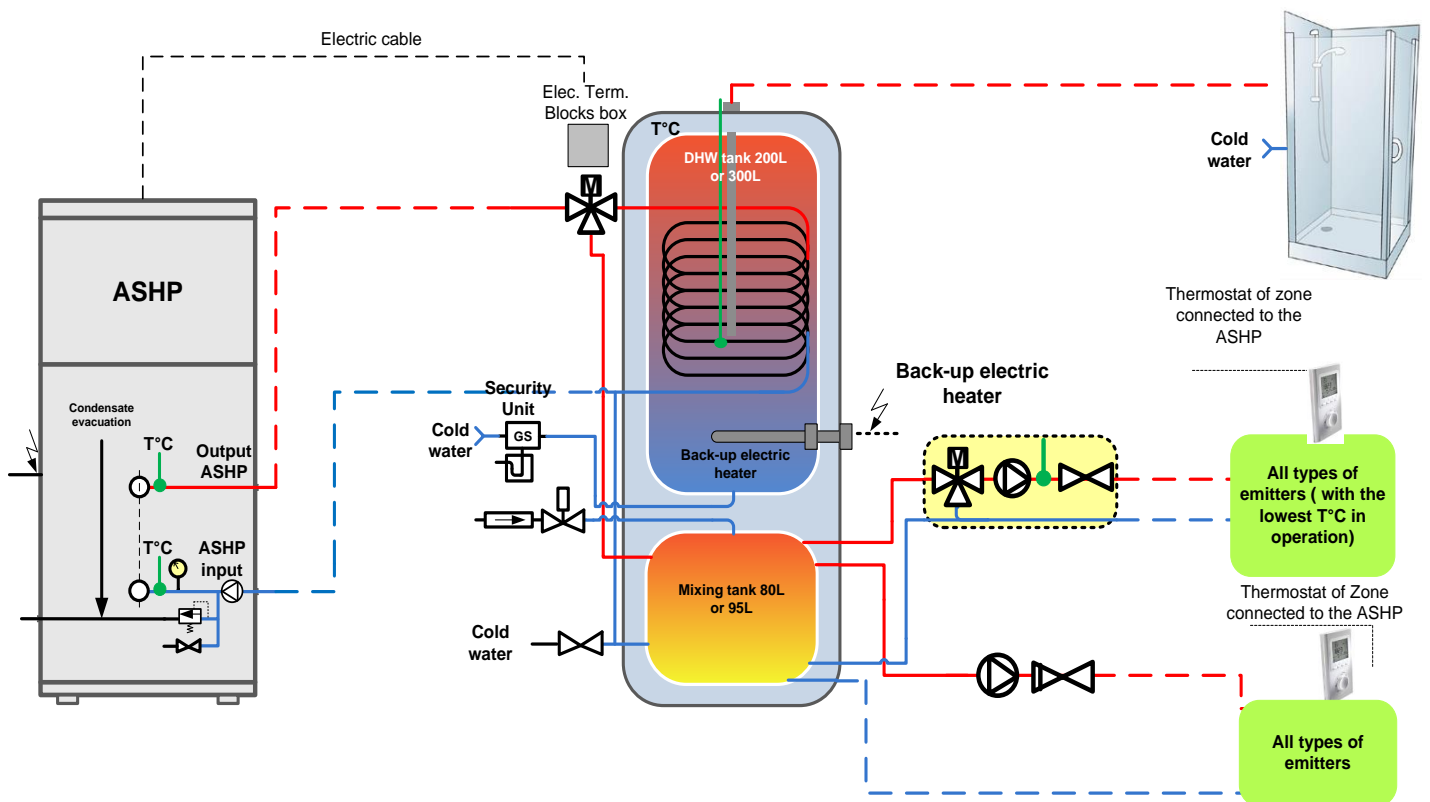 Electric cable
Elec. Term.
Blocks box
M
T°C
DHW tank 200L
or 300L
Cold
water
ASHP
Thermostat of zone
connected to the
ASHP
Condensate
evacuation
T°C
Output
ASHP
Security
Unit
Cold
water
GS
Back-up electric
heater
Back-up electric
heater
M
All types of
emitters ( with the
lowest T°C in
operation)
T°C
ASHP
input
Mixing tank 80L
or 95L
Cold
water
Thermostat of Zone
connected to the ASHP
All types of
emitters